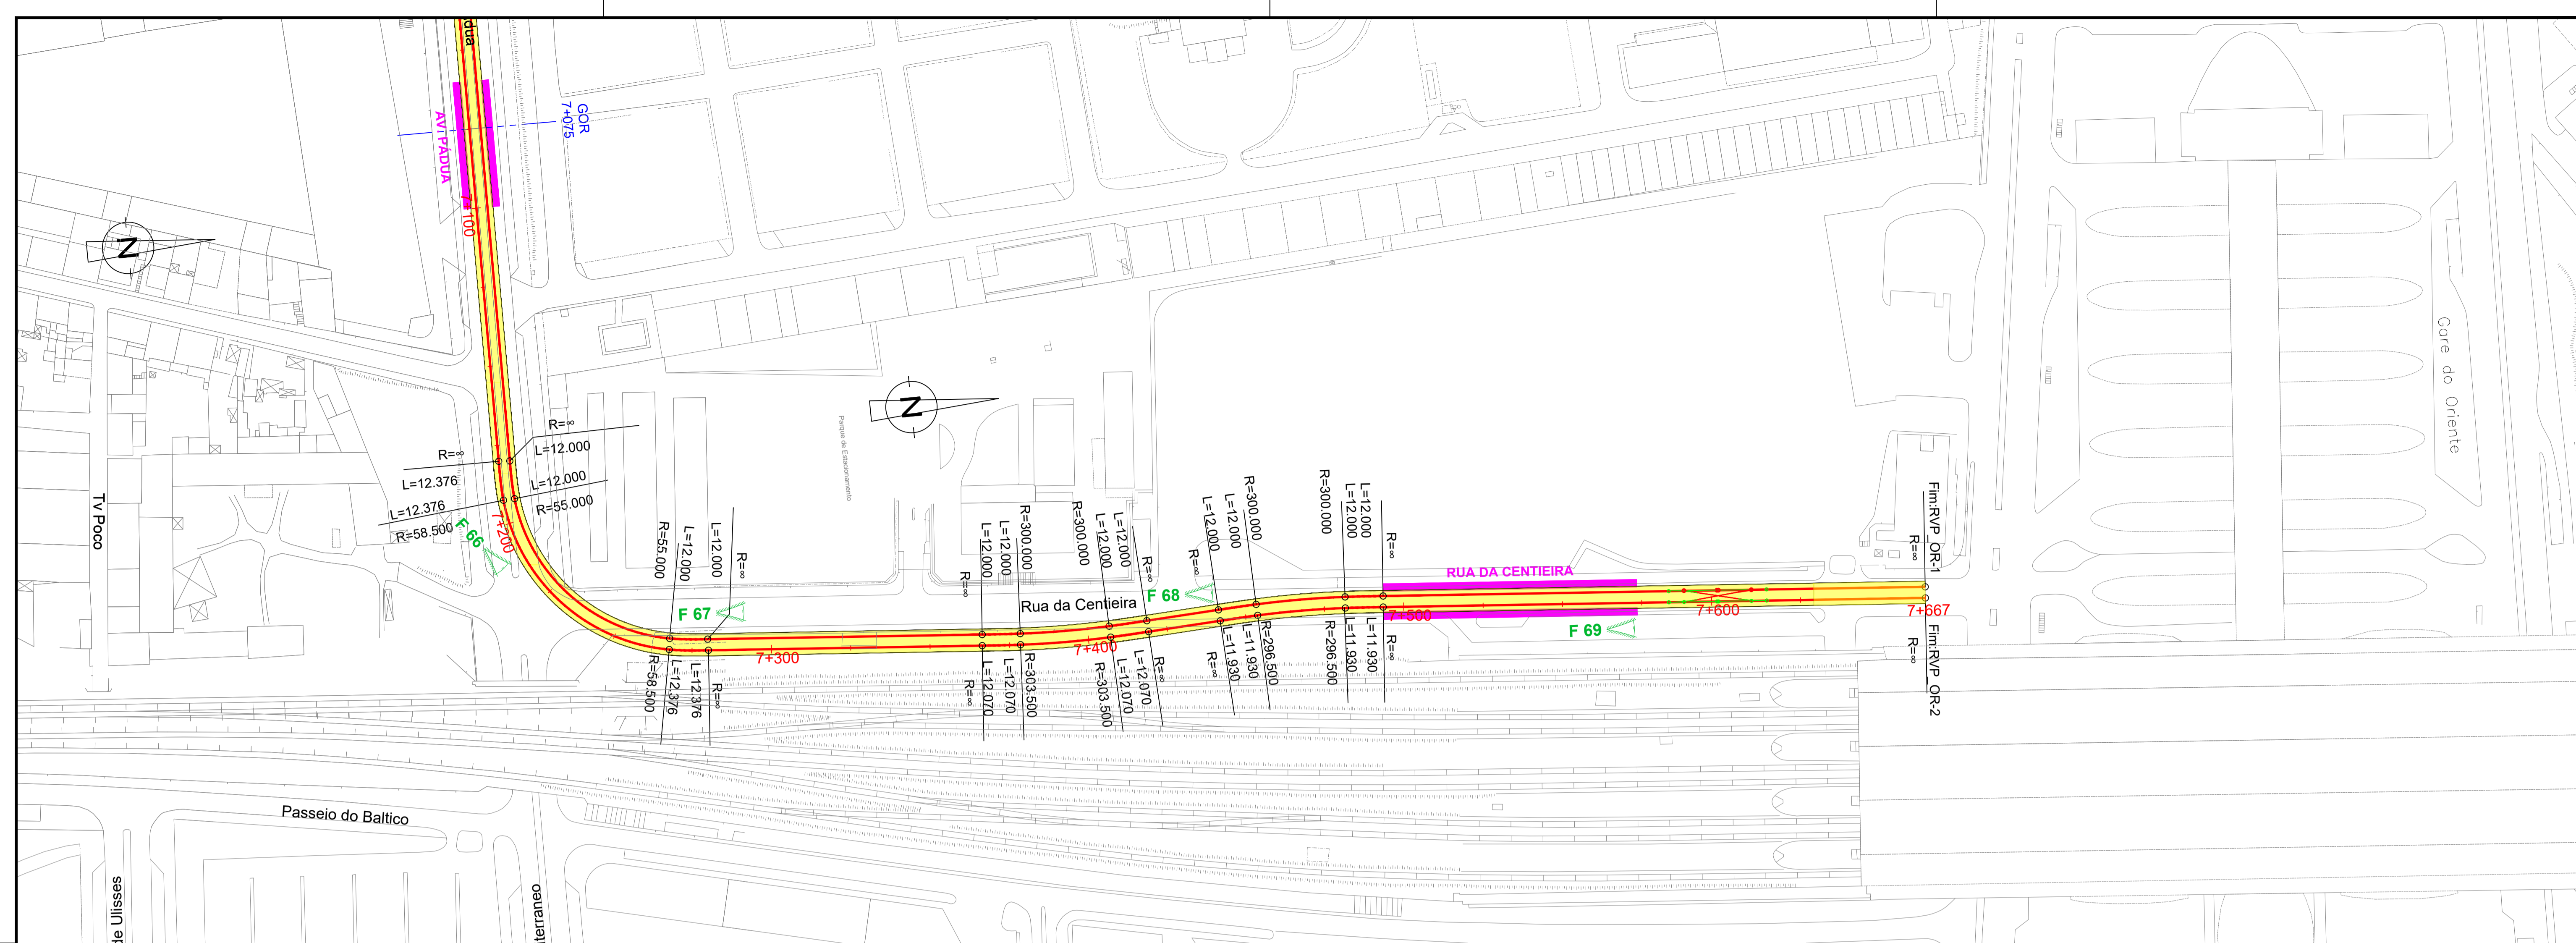 dua
GOR
7+075
AV. PÁDUA
7+100
N
Tv Poco
R=∞
L=12.376
L=12.376
R=58.500
R=∞
L=12.000
L=12.000
R=55.000
F 66
7+200
Parque de Estacionamento
N
R=55.000
L=12.000
L=12.000
R=∞
F 67
R=58.500
L=12.376
L=12.376
R=∞
7+300
R=∞
L=12.000
L=12.000
R=300.000
Rua da Centieira
R=∞
L=12.070
L=12.070
R=303.500
R=300.000
L=12.000
L=12.000
R=∞
7+400
R=303.500
L=12.070
L=12.070
R=∞
F 68
R=∞
L=12.000
L=12.000
R=300.000
R=∞
L=11.930
L=11.930
R=296.500
R=300.000
L=12.000
L=12.000
R=∞
R=296.500
L=11.930
L=11.930
R=∞
RUA DA CENTIEIRA
7+500
F 69
7+600
R=∞
Fim:RVP_OR-1
7+667
R=∞
Fim:RVP_OR-2
Gare do Oriente
Passeio do Baltico
de Ulisses
terraneo